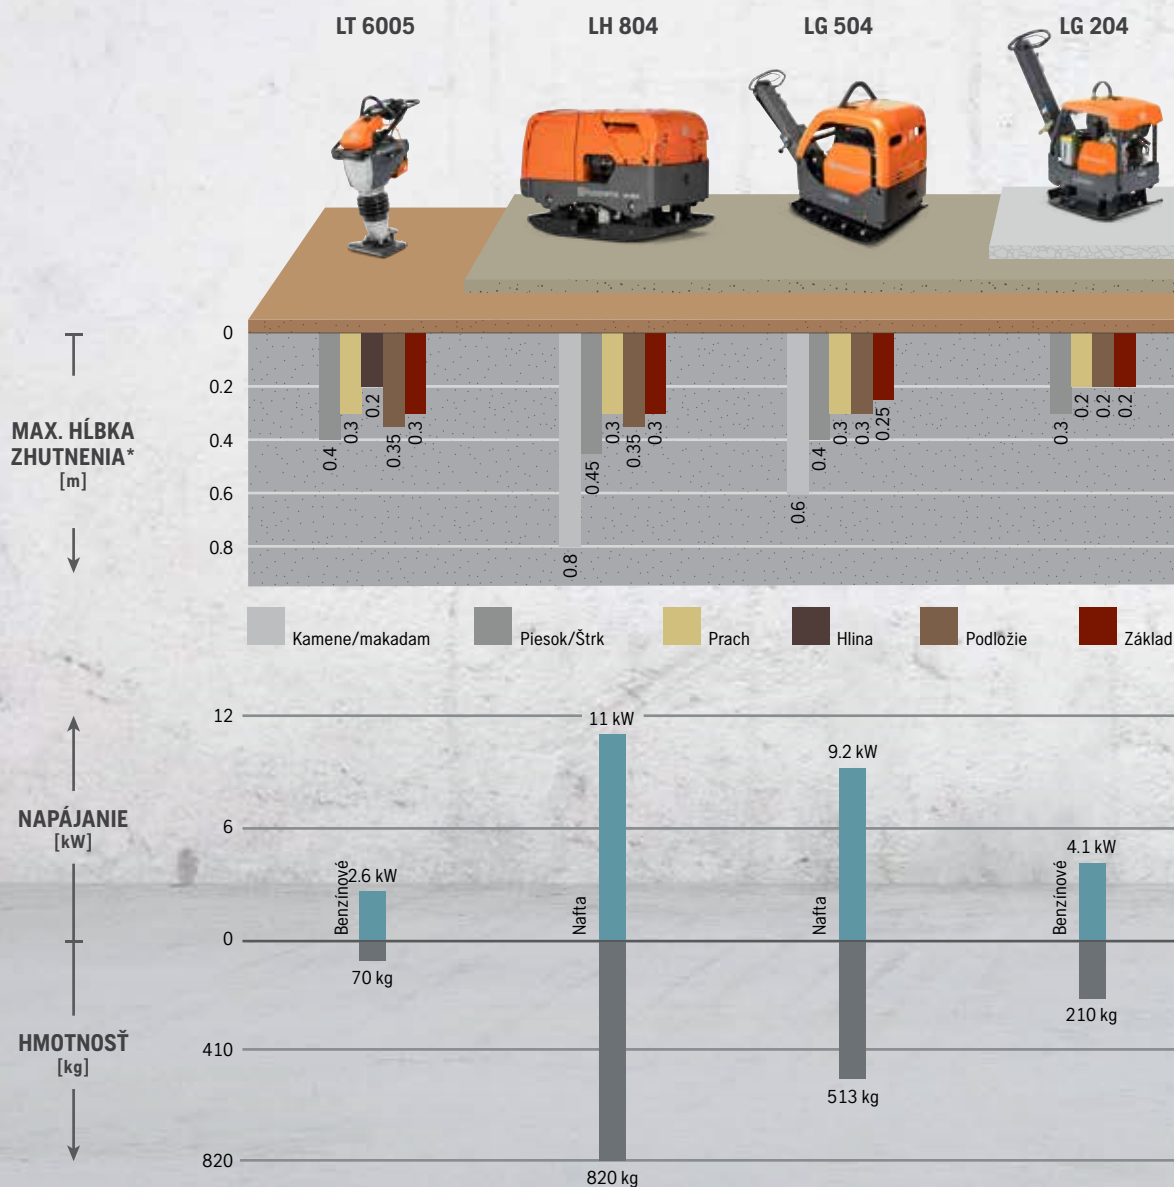 LT 6005
LH 804
LG 504
LG 204
MAX. HĹBKA
ZHUTNENIA*
[m]
0
0.2
0.4
0.6
0.8
0.4
0.3
0.2
0.35
0.3
0.8
0.45
0.3
0.35
0.3
0.6
0.4
0.3
0.3
0.25
0.3
0.2
0.2
0.2
Kamene/makadam
Piesok/Štrk
Prach
Hlina
Podložie
Základ
NAPÁJANIE
[kW]
12
6
0
Benzínové
2.6 kW
Nafta
11 kW
Nafta
9.2 kW
Benzínové
4.1 kW
HMOTNOSŤ
[kg]
410
820
70 kg
820 kg
513 kg
210 kg